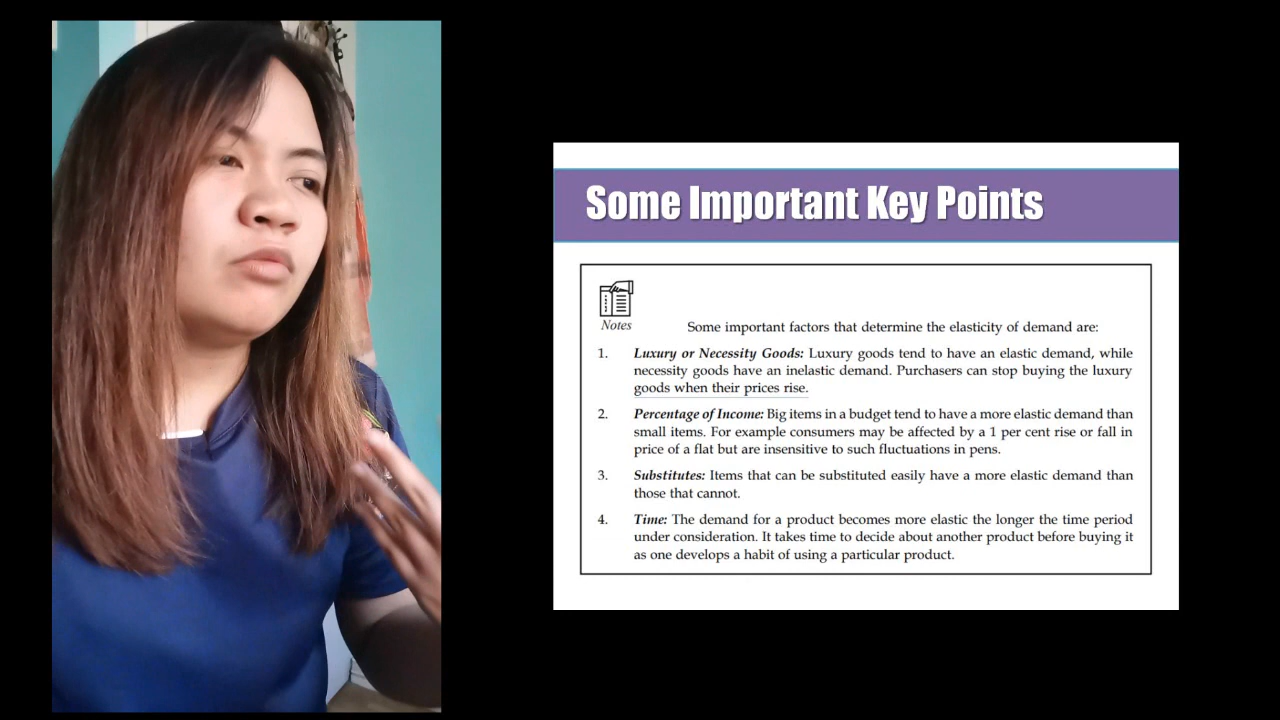 Some Important Key Points
Notes
Some important factors that determine the elasticity of demand are:
1. Luxury or Necessity Goods: Luxury goods tend to have an elastic demand, while
necessity goods have an inelastic demand. Purchasers can stop buying the luxury
goods when their prices rise.
2. Percentage of Income: Big items in a budget tend to have a more elastic demand than
small items. For example consumers may be affected by a 1 per cent rise or fall in
price of a flat but are insensitive to such fluctuations in pens.
3. Substitutes: Items that can be substituted easily have a more elastic demand than
those that cannot.
4. Time: The demand for a product becomes more elastic the longer the time period
under consideration. It takes time to decide about another product before buying it
as one develops a habit of using a particular product.